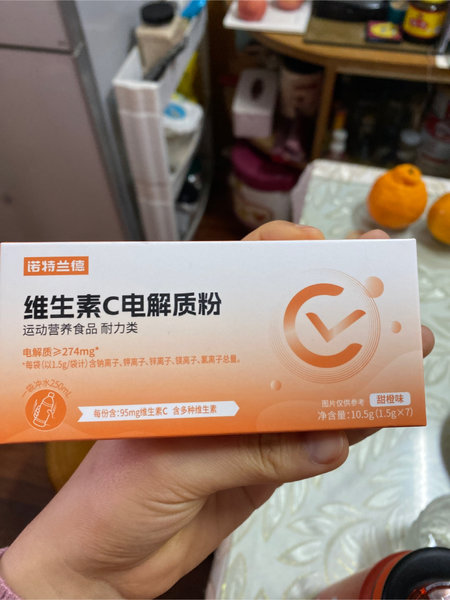 诺特兰德
维生素C电解质粉
运动营养食品 耐力类
电解质≥274mg*
*每袋(以1.5g/袋计)含钠离子、钾离子、锌离子、镁离子、氯离子总量。
一袋冲水250mL
每份含:95mg维生素C 含多种维生素
图片仅供参考
甜橙味
净含量:10.5g(1.5g×7)